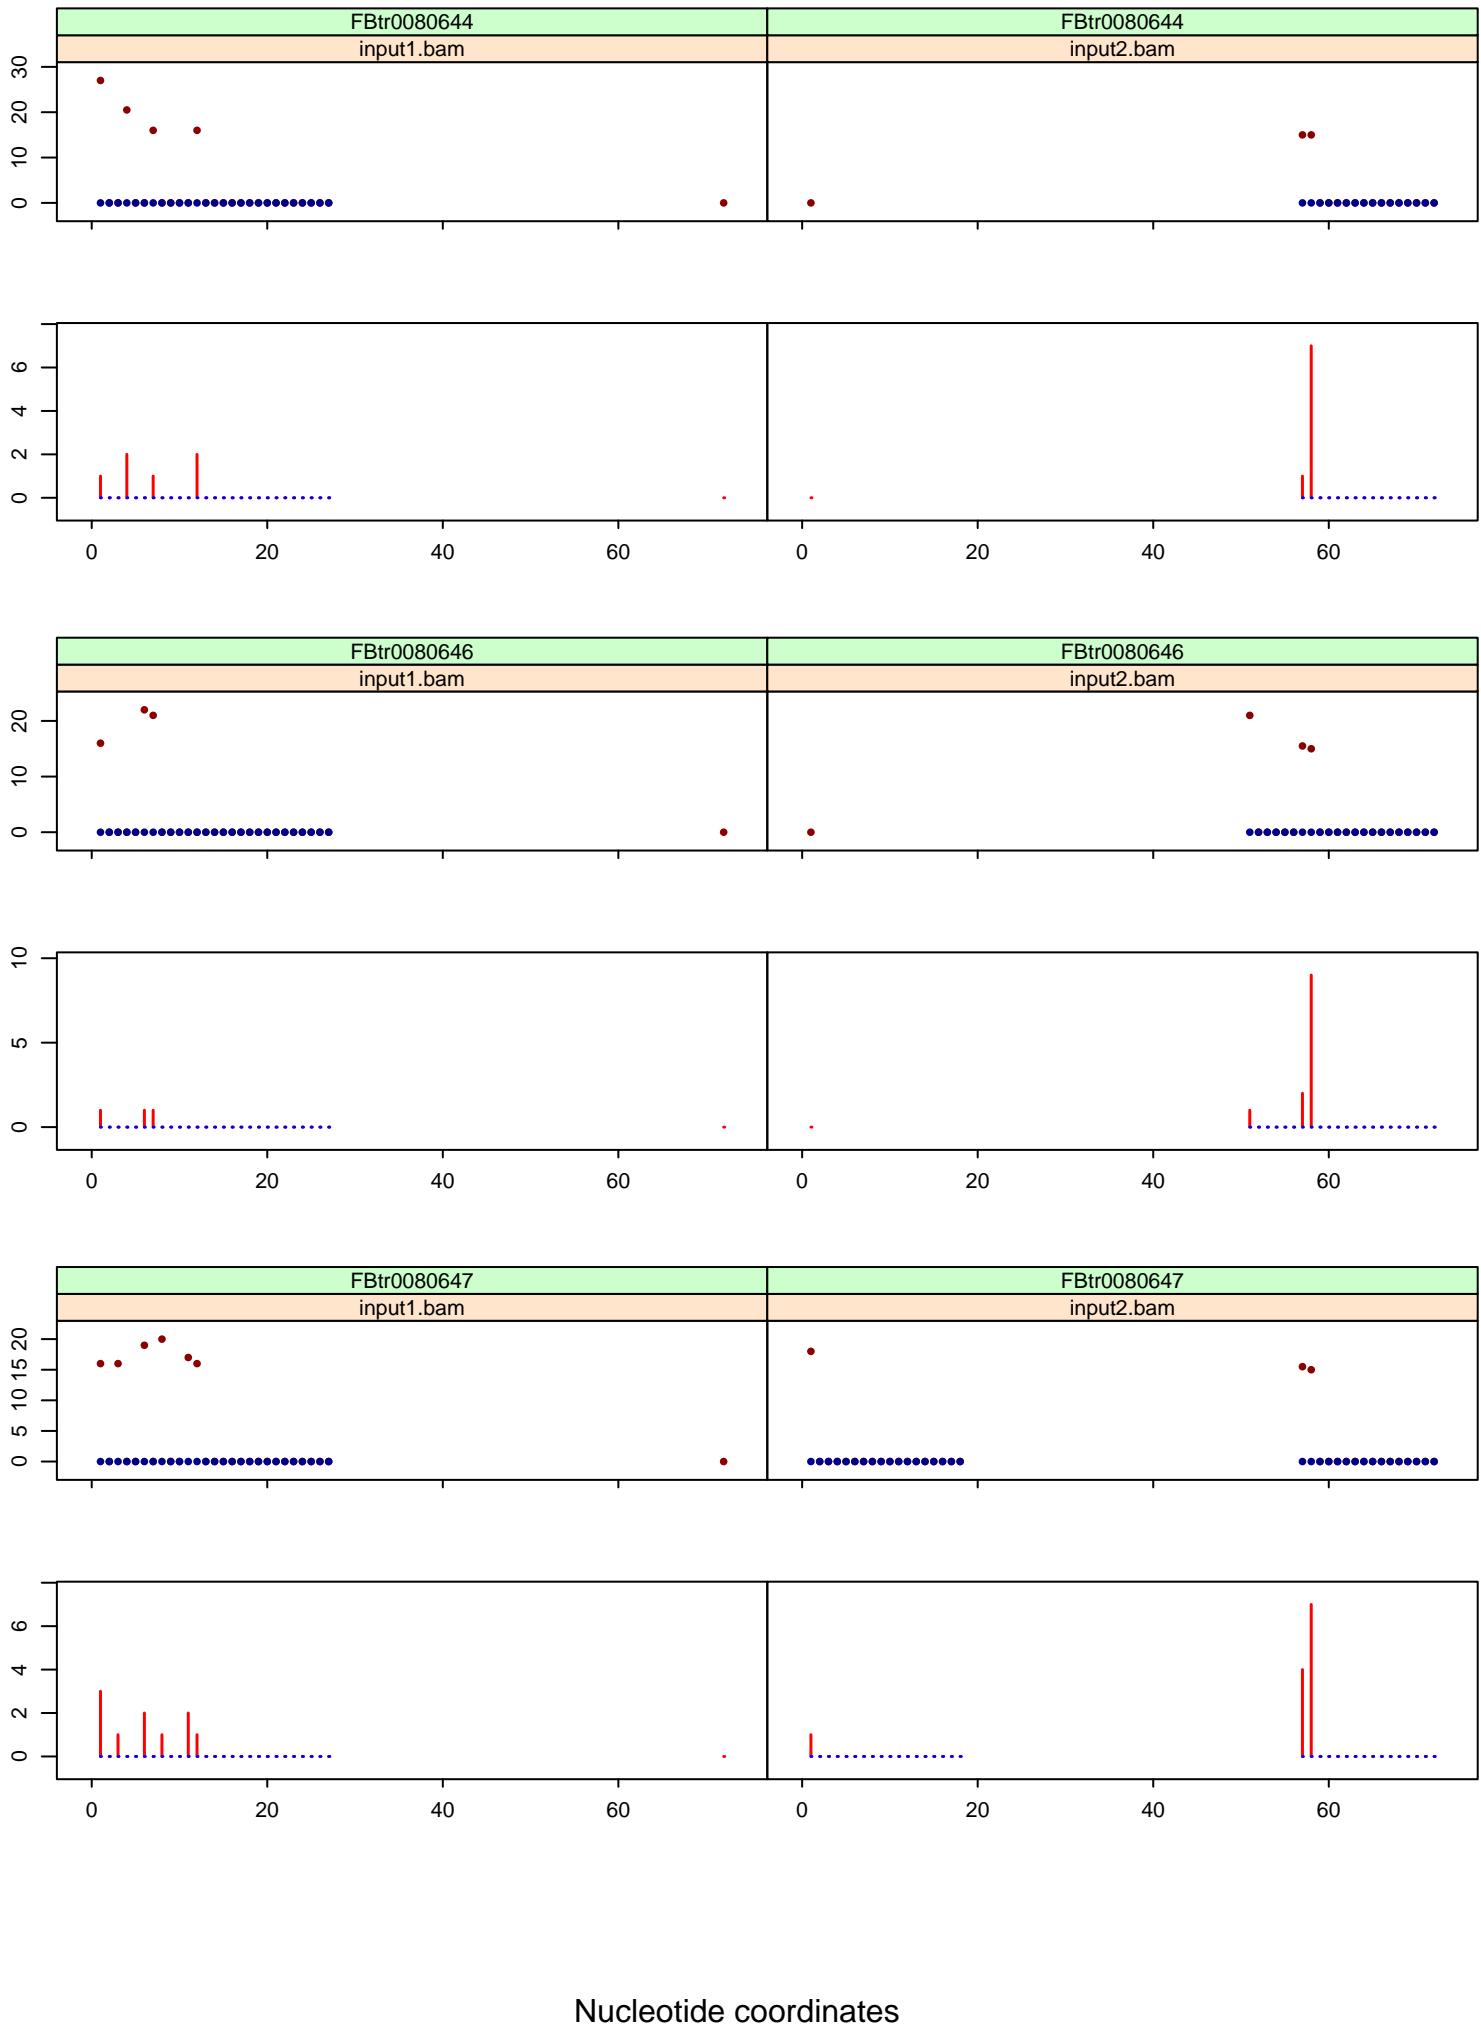 FBtr0080644 FBtr0080644
input1.bam input2.bam
30
20
10
0
6
4
2
0
0 20 40 60 0 20 40 60
FBtr0080646 FBtr0080646
input1.bam input2.bam
20
10
0
10
5
0
0 20 40 60 0 20 40 60
FBtr0080647 FBtr0080647
input1.bam input2.bam
20
15
10
5
0
6
4
2
0
0 20 40 60 0 20 40 60
Nucleotide coordinates